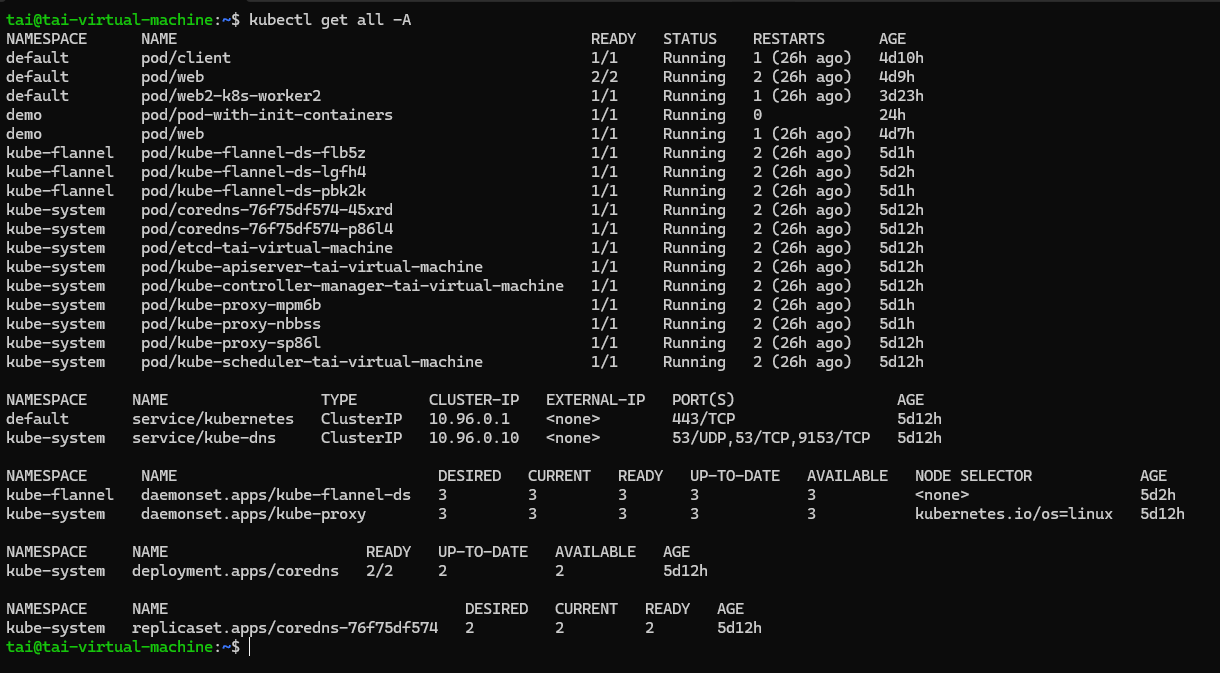 tai@tai-virtual-machine:~$ kubectl get all -A
NAMESPACE NAME READY STATUS RESTARTS AGE
default pod/client 1/1 Running 1 (26h ago) 4d10h
default pod/web 2/2 Running 2 (26h ago) 4d9h
default pod/web2-k8s-worker2 1/1 Running 1 (26h ago) 3d23h
demo pod/pod-with-init-containers 1/1 Running 0 24h
demo pod/web 1/1 Running 1 (26h ago) 4d7h
kube-flannel pod/kube-flannel-ds-flb5z 1/1 Running 2 (26h ago) 5d1h
kube-flannel pod/kube-flannel-ds-lgfh4 1/1 Running 2 (26h ago) 5d2h
kube-flannel pod/kube-flannel-ds-pbk2k 1/1 Running 2 (26h ago) 5d1h
kube-system pod/coredns-76f75df574-45xrd 1/1 Running 2 (26h ago) 5d12h
kube-system pod/coredns-76f75df574-p86l4 1/1 Running 2 (26h ago) 5d12h
kube-system pod/etcd-tai-virtual-machine 1/1 Running 2 (26h ago) 5d12h
kube-system pod/kube-apiserver-tai-virtual-machine 1/1 Running 2 (26h ago) 5d12h
kube-system pod/kube-controller-manager-tai-virtual-machine 1/1 Running 2 (26h ago) 5d12h
kube-system pod/kube-proxy-mpm6b 1/1 Running 2 (26h ago) 5d1h
kube-system pod/kube-proxy-nbbss 1/1 Running 2 (26h ago) 5d1h
kube-system pod/kube-proxy-sp86l 1/1 Running 2 (26h ago) 5d12h
kube-system pod/kube-scheduler-tai-virtual-machine 1/1 Running 2 (26h ago) 5d12h
NAMESPACE NAME TYPE CLUSTER-IP EXTERNAL-IP PORT(S) AGE
default service/kubernetes ClusterIP 10.96.0.1 <none> 443/TCP 5d12h
kube-system service/kube-dns ClusterIP 10.96.0.10 <none> 53/UDP,53/TCP,9153/TCP 5d12h
NAMESPACE NAME DESIRED CURRENT READY UP-TO-DATE AVAILABLE NODE SELECTOR AGE
kube-flannel daemonset.apps/kube-flannel-ds 3 3 3 3 3 <none> 5d2h
kube-system daemonset.apps/kube-proxy 3 3 3 3 3 kubernetes.io/os=linux 5d12h
NAMESPACE NAME READY UP-TO-DATE AVAILABLE AGE
kube-system deployment.apps/coredns 2/2 2 2 5d12h
NAMESPACE NAME DESIRED CURRENT READY AGE
kube-system replicaset.apps/coredns-76f75df574 2 2 2 5d12h
tai@tai-virtual-machine:~$